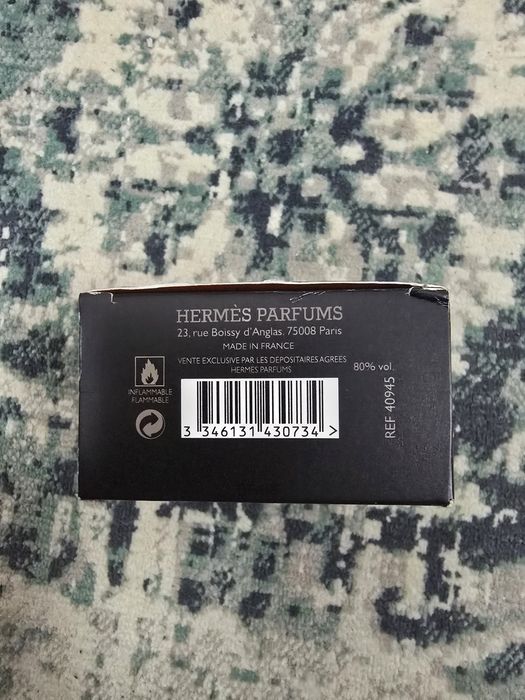 HERMÈS PARFUMS
23, rue Boissy d'Anglas, 75008 Paris
MADE IN FRANCE
VENTE EXCLUSIVE PAR LES DEPOSITAIRES AGREES
HERMES PARFUMS
80% vol.
INFLAMMABLE
FLAMMABLE
3 346131 430734 >
REF 40945